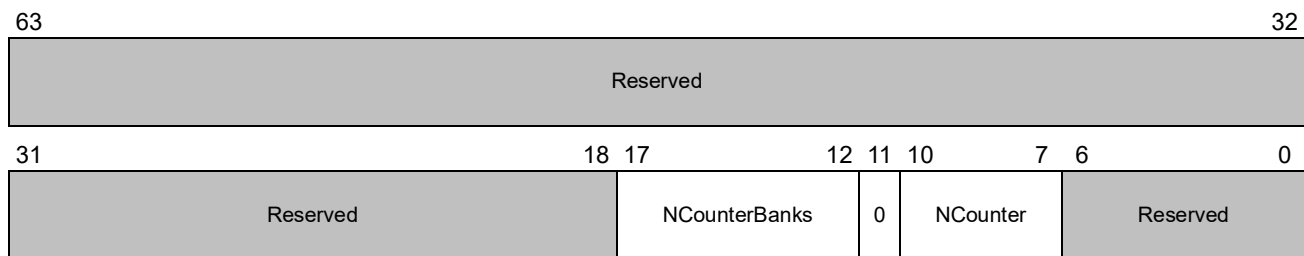 63 32
Reserved
31 18 17 12 11 10 7 6 0
Reserved NCounterBanks 0 NCounter Reserved